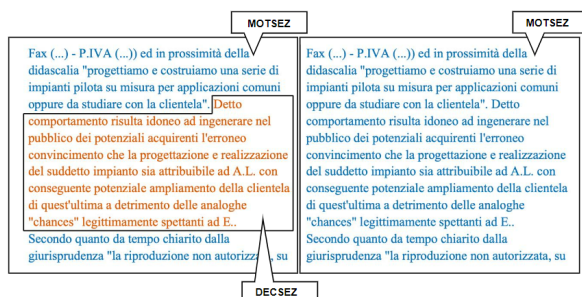 MOTSEZ
Fax (...) - P.IVA (...)) ed in prossimità della
didascalia "progettiamo e costruiamo una serie di
impianti pilota su misura per applicazioni comuni
oppure da studiare con la clientela". Detto
comportamento risulta idoneo ad ingenerare nel
pubblico dei potenziali acquirenti l'erroneo
convincimento che la progettazione e realizzazione
del suddetto impianto sia attribuibile ad A.L. con
conseguente potenziale ampliamento della clientela
di quest'ultima a detrimento delle analoghe
"chances" legittimamente spettanti ad E..
Secondo quanto da tempo chiarito dalla
giurisprudenza "la riproduzione non autorizzata, su
DECSEZ
MOTSEZ
Fax (...) - P.IVA (...)) ed in prossimità della
didascalia "progettiamo e costruiamo una serie di
impianti pilota su misura per applicazioni comuni
oppure da studiare con la clientela". Detto
comportamento risulta idoneo ad ingenerare nel
pubblico dei potenziali acquirenti l'erroneo
convincimento che la progettazione e realizzazione
del suddetto impianto sia attribuibile ad A.L. con
conseguente potenziale ampliamento della clientela
di quest'ultima a detrimento delle analoghe
"chances" legittimamente spettanti ad E..
Secondo quanto da tempo chiarito dalla
giurisprudenza "la riproduzione non autorizzata, su